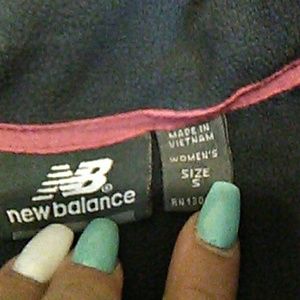 NB
new balance
MADE IN
VIETNAM
WOMEN'S
SIZE
S